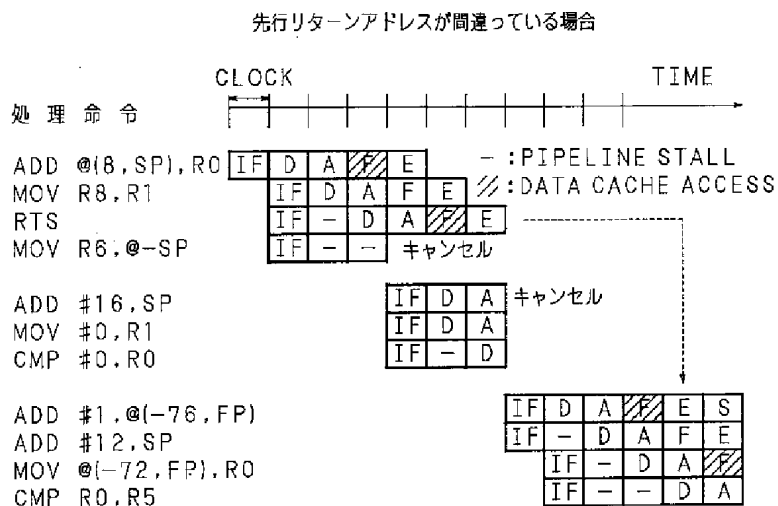 先行リターンアドレスが間違っている場合
CLOCK TIME
処理命令
ADD @(8,SP),R0 IF D A F E - :PIPELINE STALL
MOV R8,R1 IF D A F E :DATA CACHE ACCESS
RTS IF - D A F E
MOV R6,@-SP IF - - キャンセル
ADD #16,SP IF D A キャンセル
MOV #0,R1 IF D A
CMP #0,R0 IF - D
ADD #1,@(-76,FP) IF D A F E S
ADD #12,SP IF - D A F E
MOV @(-72,FP),R0 IF - D A F
CMP R0,R5 IF - - D A